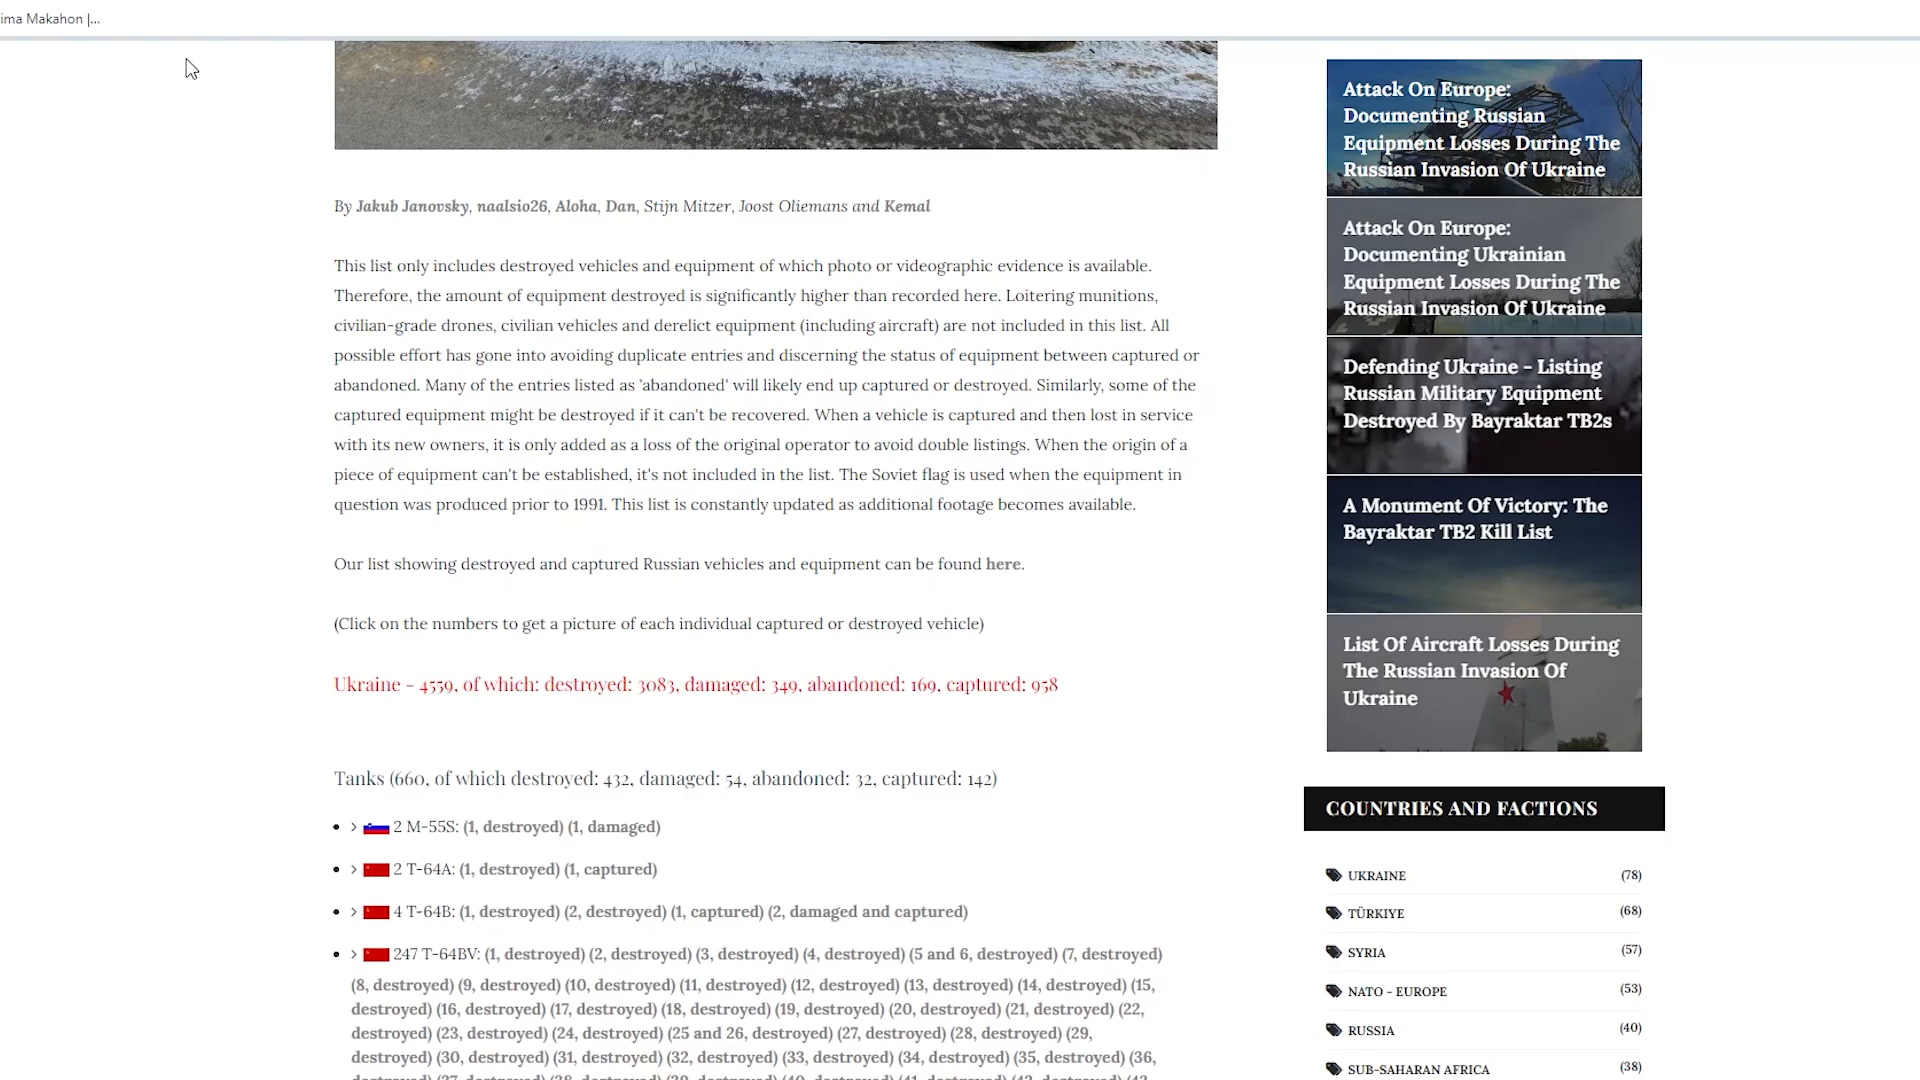 ima Makahon |...
By Jakub Janovsky, naalsio26, Aloha, Dan, Stijn Mitzer, Joost Oliemans and Kemal
This list only includes destroyed vehicles and equipment of which photo or videographic evidence is available.
Therefore, the amount of equipment destroyed is significantly higher than recorded here. Loitering munitions,
civilian-grade drones, civilian vehicles and derelict equipment (including aircraft) are not included in this list. All
possible effort has gone into avoiding duplicate entries and discerning the status of equipment between captured or
abandoned. Many of the entries listed as 'abandoned' will likely end up captured or destroyed. Similarly, some of the
captured equipment might be destroyed if it can't be recovered. When a vehicle is captured and then lost in service
with its new owners, it is only added as a loss of the original operator to avoid double listings. When the origin of a
piece of equipment can't be established, it's not included in the list. The Soviet flag is used when the equipment in
question was produced prior to 1991. This list is constantly updated as additional footage becomes available.
Our list showing destroyed and captured Russian vehicles and equipment can be found here.
(Click on the numbers to get a picture of each individual captured or destroyed vehicle)
Ukraine - 4559, of which: destroyed: 3083, damaged: 349, abandoned: 169, captured: 958
Tanks (660, of which destroyed: 432, damaged: 54, abandoned: 32, captured: 142)
2 M-55S: (1, destroyed) (1, damaged)
2 T-64A: (1, destroyed) (1, captured)
4 T-64B: (1, destroyed) (2, destroyed) (1, captured) (2, damaged and captured)
247 T-64BV: (1, destroyed) (2, destroyed) (3, destroyed) (4, destroyed) (5 and 6, destroyed) (7, destroyed)
(8, destroyed) (9, destroyed) (10, destroyed) (11, destroyed) (12, destroyed) (13, destroyed) (14, destroyed) (15,
destroyed) (16, destroyed) (17, destroyed) (18, destroyed) (19, destroyed) (20, destroyed) (21, destroyed) (22,
destroyed) (23, destroyed) (24, destroyed) (25 and 26, destroyed) (27, destroyed) (28, destroyed) (29,
destroyed) (30, destroyed) (31, destroyed) (32, destroyed) (33, destroyed) (34, destroyed) (35, destroyed) (36,
Attack On Europe:
Documenting Russian
Equipment Losses During The
Russian Invasion Of Ukraine
Attack On Europe:
Documenting Ukrainian
Equipment Losses During The
Russian Invasion Of Ukraine
Defending Ukraine - Listing
Russian Military Equipment
Destroyed By Bayraktar TB2s
A Monument Of Victory: The
Bayraktar TB2 Kill List
List Of Aircraft Losses During
The Russian Invasion Of
Ukraine
COUNTRIES AND FACTIONS
UKRAINE (78)
TÜRKIYE (68)
SYRIA (57)
NATO - EUROPE (53)
RUSSIA (40)
SUB-SAHARAN AFRICA (38)